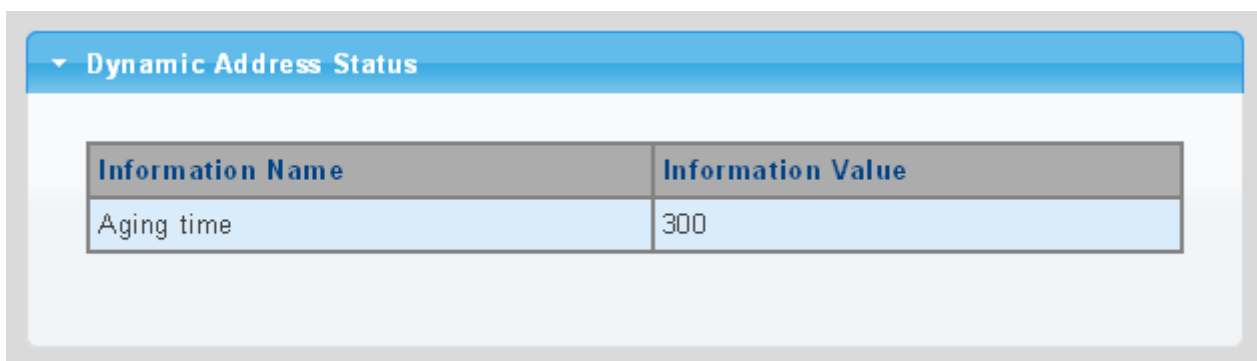 Dynamic Address Status
Information Name Information Value
Aging time 300